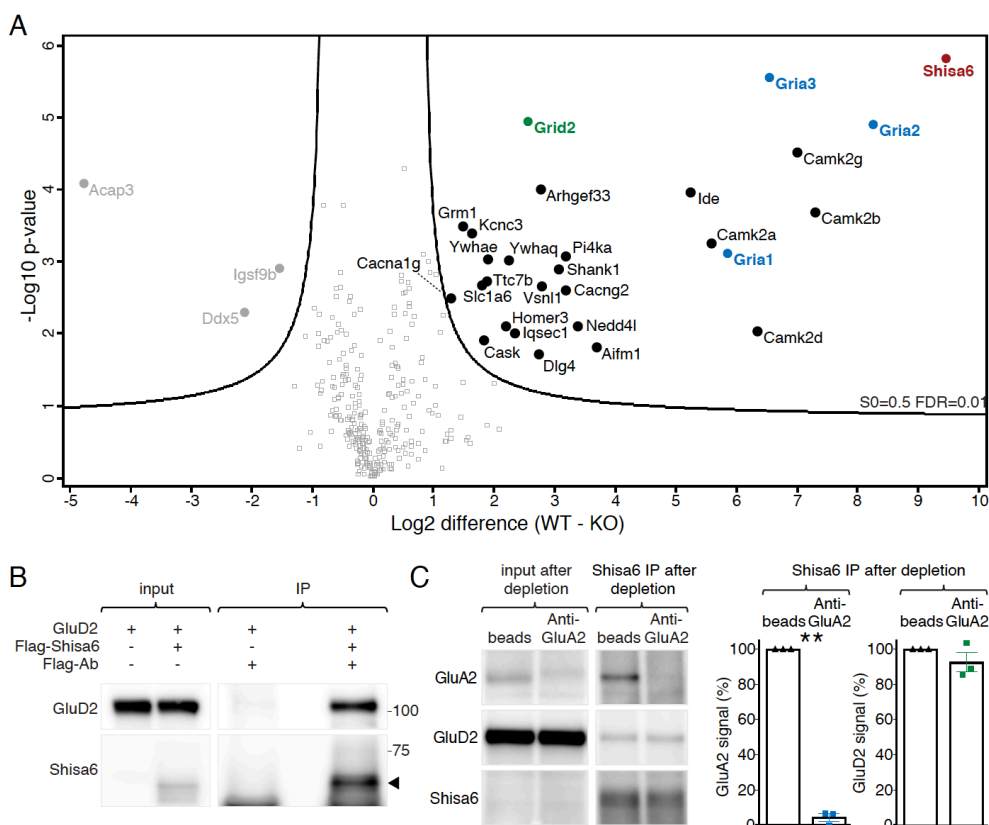 A
6
5
4
3
2
1
0
-Log10 p-value
Shisa6
Gria3
Gria2
Grid2
Camk2g
Acap3
Arhgef33
Ide
Camk2b
Grm1
Kcnc3
Camk2a
Ywhae
Ywhaq
Pi4ka
Gria1
Cacna1g
Shank1
Igsf9b
Ttc7b
Slc1a6
Vsnl1
Cacng2
Ddx5
Homer3
Nedd4l
Iqsec1
Camk2d
Cask
Dlg4
Aifm1
S0=0.5 FDR=0.01
-5 -4 -3 -2 -1 0 1 2 3 4 5 6 7 8 9 10
Log2 difference (WT - KO)
B
input IP
GluD2 + + + +
Flag-Shisa6 - + - +
Flag-Ab - - + +
GluD2
-100
-75
Shisa6
C
input after depletion
Shisa6 IP after depletion
beads Anti-GluA2 beads Anti-GluA2
GluA2
GluD2
Shisa6
Shisa6 IP after depletion
beads Anti-GluA2
**
100
80
60
40
20
0
GluA2 signal (%)
beads Anti-GluA2
100
80
60
40
20
0
GluD2 signal (%)